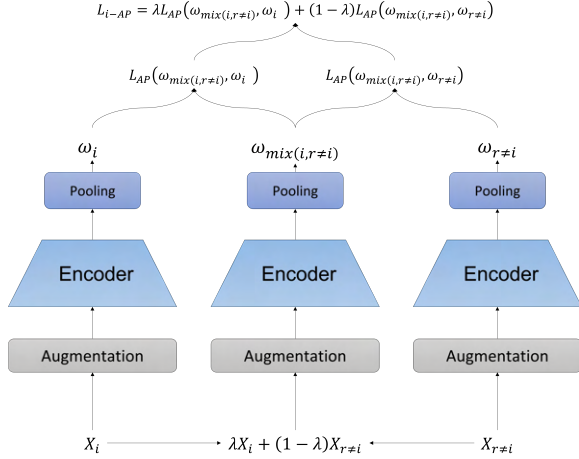 L_{i−AP} = λL_{AP}(ω_{mix(i,r≠i)}, ω_i) + (1 − λ)L_{AP}(ω_{mix(i,r≠i)}, ω_{r≠i})
L_{AP}(ω_{mix(i,r≠i)}, ω_i) L_{AP}(ω_{mix(i,r≠i)}, ω_{r≠i})
ω_i ω_{mix(i,r≠i)} ω_{r≠i}
Pooling Pooling Pooling
Encoder Encoder Encoder
Augmentation Augmentation Augmentation
X_i λX_i + (1 − λ)X_{r≠i} X_{r≠i}